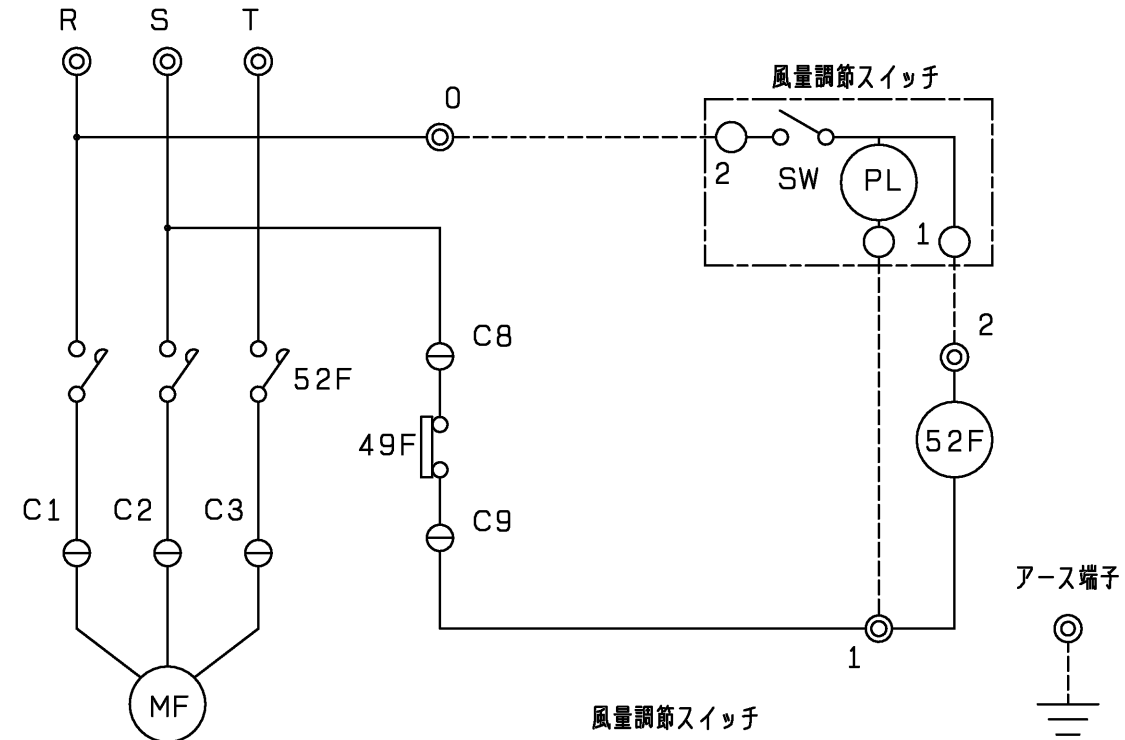 R S T
風量調節スイッチ
0
2 SW PL
1
2
C8
52F
49F 52F
C1 C2 C3 C9
アース端子
1
MF 風量調節スイッチ